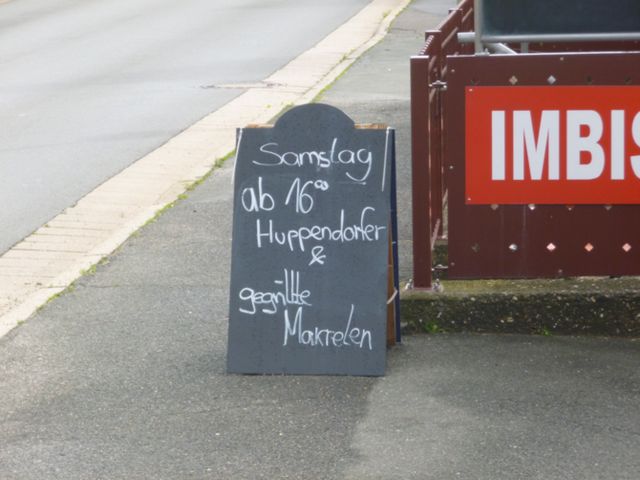 Samstag
ab 16⁰⁰
Huppendorfer
&
gegrillte
Makrelen
IMBIS